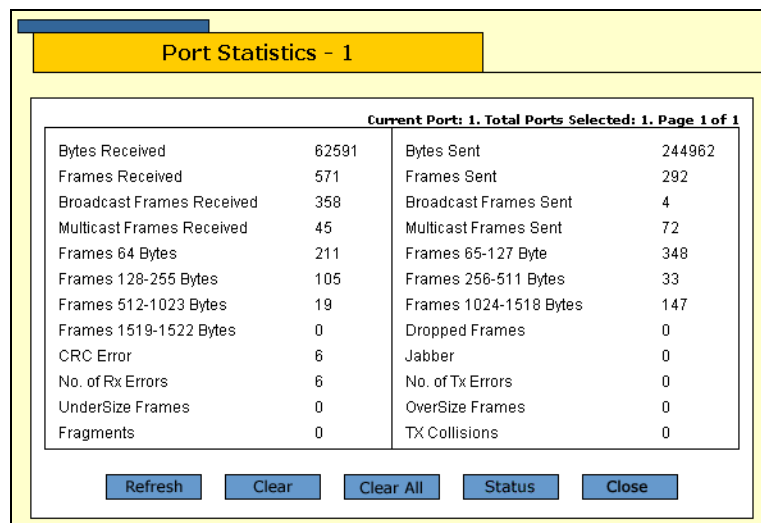 Port Statistics - 1
Current Port: 1. Total Ports Selected: 1. Page 1 of 1
Bytes Received 62591 Bytes Sent 244962
Frames Received 571 Frames Sent 292
Broadcast Frames Received 358 Broadcast Frames Sent 4
Multicast Frames Received 45 Multicast Frames Sent 72
Frames 64 Bytes 211 Frames 65-127 Byte 348
Frames 128-255 Bytes 105 Frames 256-511 Bytes 33
Frames 512-1023 Bytes 19 Frames 1024-1518 Bytes 147
Frames 1519-1522 Bytes 0 Dropped Frames 0
CRC Error 6 Jabber 0
No. of Rx Errors 6 No. of Tx Errors 0
UnderSize Frames 0 OverSize Frames 0
Fragments 0 TX Collisions 0
Refresh Clear Clear All Status Close